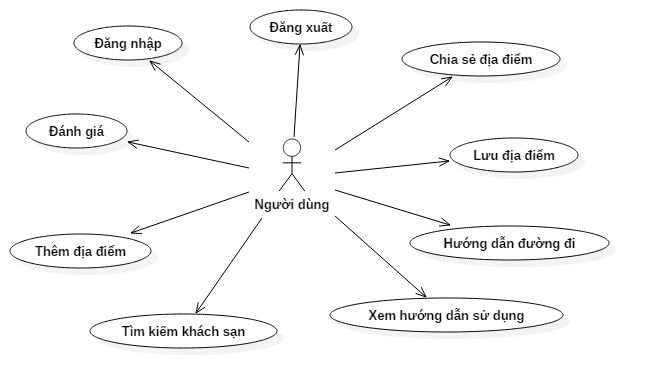 Đăng xuất
Đăng nhập
Chia sẻ địa điểm
Đánh giá
Lưu địa điểm
Người dùng
Thêm địa điểm
Hướng dẫn đường đi
Tìm kiếm khách sạn
Xem hướng dẫn sử dụng